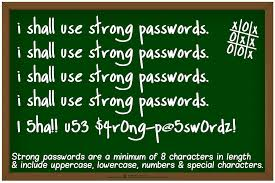 i shall use strong passwords.
i shall use strong passwords.
i shall use strong passwords.
i shall use strong passwords.
I 5ha!! u53 $4rong-p@5sw0rdz!
Strong passwords are a minimum of 8 characters in length
& include uppercase, lowercase, numbers & special characters.